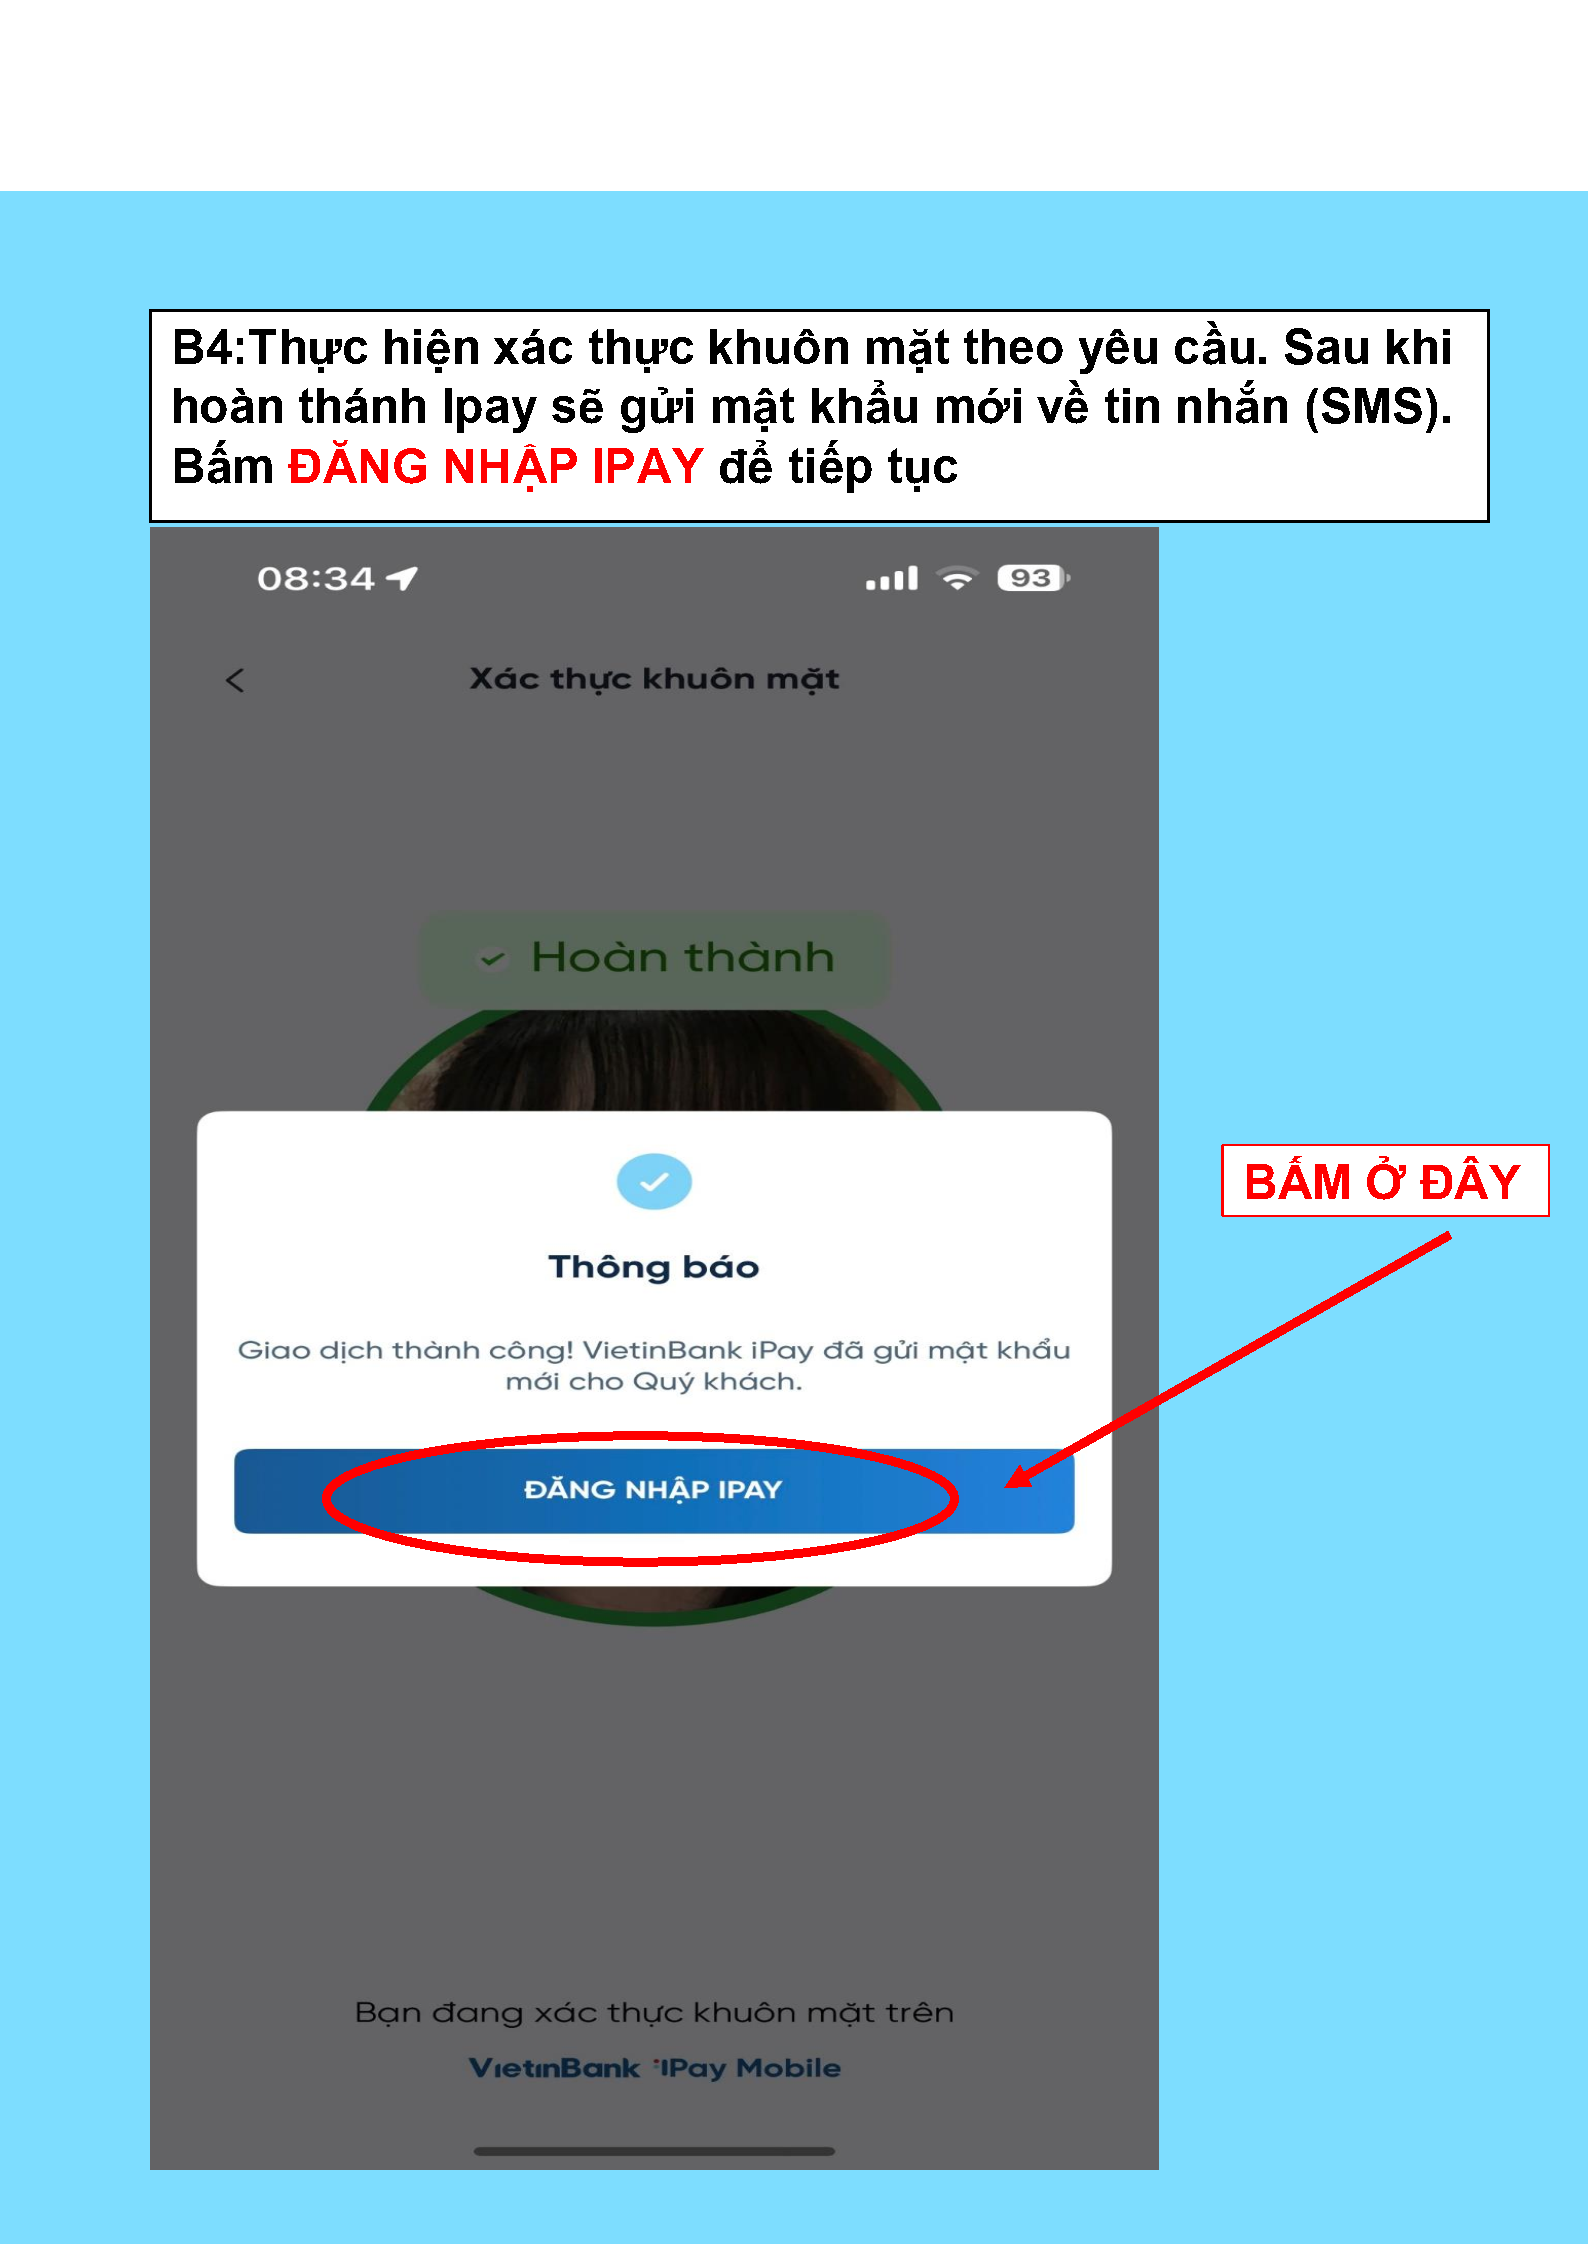 B4:Thực hiện xác thực khuôn mặt theo yêu cầu. Sau khi
hoàn thánh Ipay sẽ gửi mật khẩu mới về tin nhắn (SMS).
Bấm ĐĂNG NHẬP IPAY để tiếp tục
08:34
93
Xác thực khuôn mặt
Hoàn thành
BẤM Ở ĐÂY
Thông báo
Giao dịch thành công! VietinBank iPay đã gửi mật khẩu
mới cho Quý khách.
ĐĂNG NHẬP IPAY
Bạn đang xác thực khuôn mặt trên
VietinBank iPay Mobile